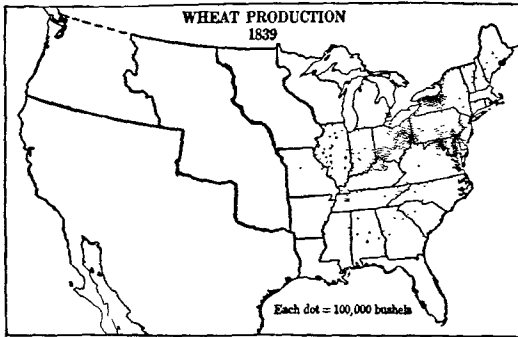 WHEAT PRODUCTION
1839
Each dot = 100,000 bushels